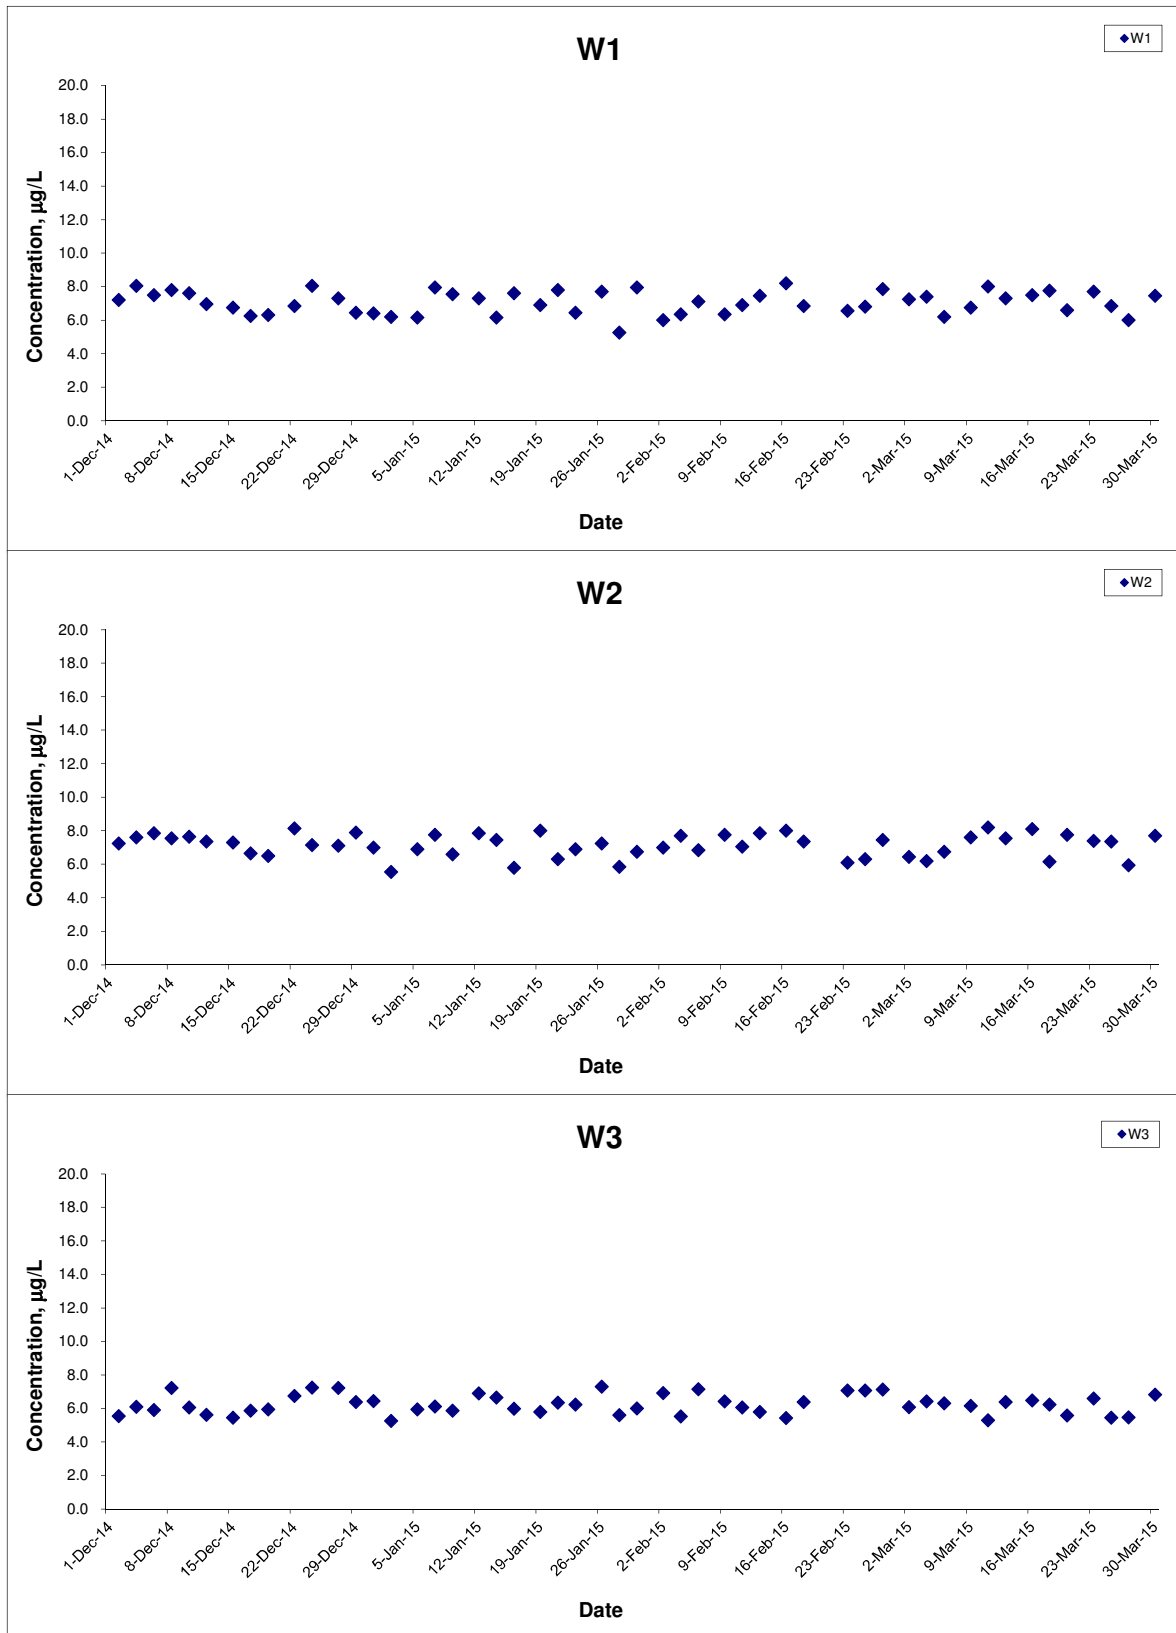 W1
W1
20.0
18.0
16.0
14.0
12.0
10.0
8.0
6.0
4.0
2.0
0.0
Concentration, µg/L
1-Dec-14
8-Dec-14
15-Dec-14
22-Dec-14
29-Dec-14
5-Jan-15
12-Jan-15
19-Jan-15
26-Jan-15
2-Feb-15
9-Feb-15
16-Feb-15
23-Feb-15
2-Mar-15
9-Mar-15
16-Mar-15
23-Mar-15
30-Mar-15
Date
W2
W2
20.0
18.0
16.0
14.0
12.0
10.0
8.0
6.0
4.0
2.0
0.0
Concentration, µg/L
1-Dec-14
8-Dec-14
15-Dec-14
22-Dec-14
29-Dec-14
5-Jan-15
12-Jan-15
19-Jan-15
26-Jan-15
2-Feb-15
9-Feb-15
16-Feb-15
23-Feb-15
2-Mar-15
9-Mar-15
16-Mar-15
23-Mar-15
30-Mar-15
Date
W3
W3
20.0
18.0
16.0
14.0
12.0
10.0
8.0
6.0
4.0
2.0
0.0
Concentration, µg/L
1-Dec-14
8-Dec-14
15-Dec-14
22-Dec-14
29-Dec-14
5-Jan-15
12-Jan-15
19-Jan-15
26-Jan-15
2-Feb-15
9-Feb-15
16-Feb-15
23-Feb-15
2-Mar-15
9-Mar-15
16-Mar-15
23-Mar-15
30-Mar-15
Date